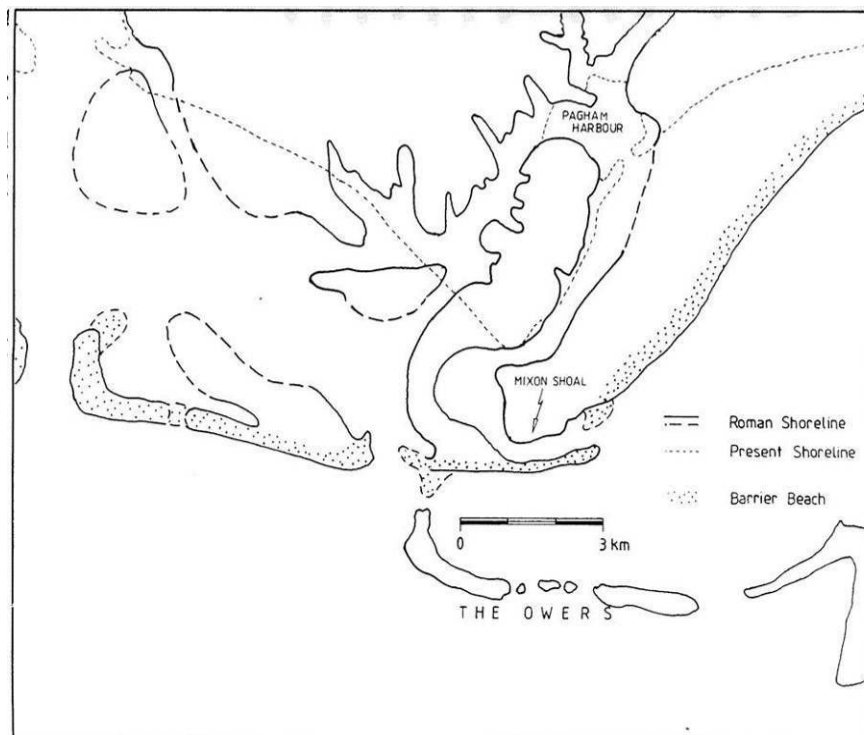 PAGHAM
HARBOUR
MIXON SHOAL
Roman Shoreline
Present Shoreline
Barrier Beach
0 3 km
THE OWERS